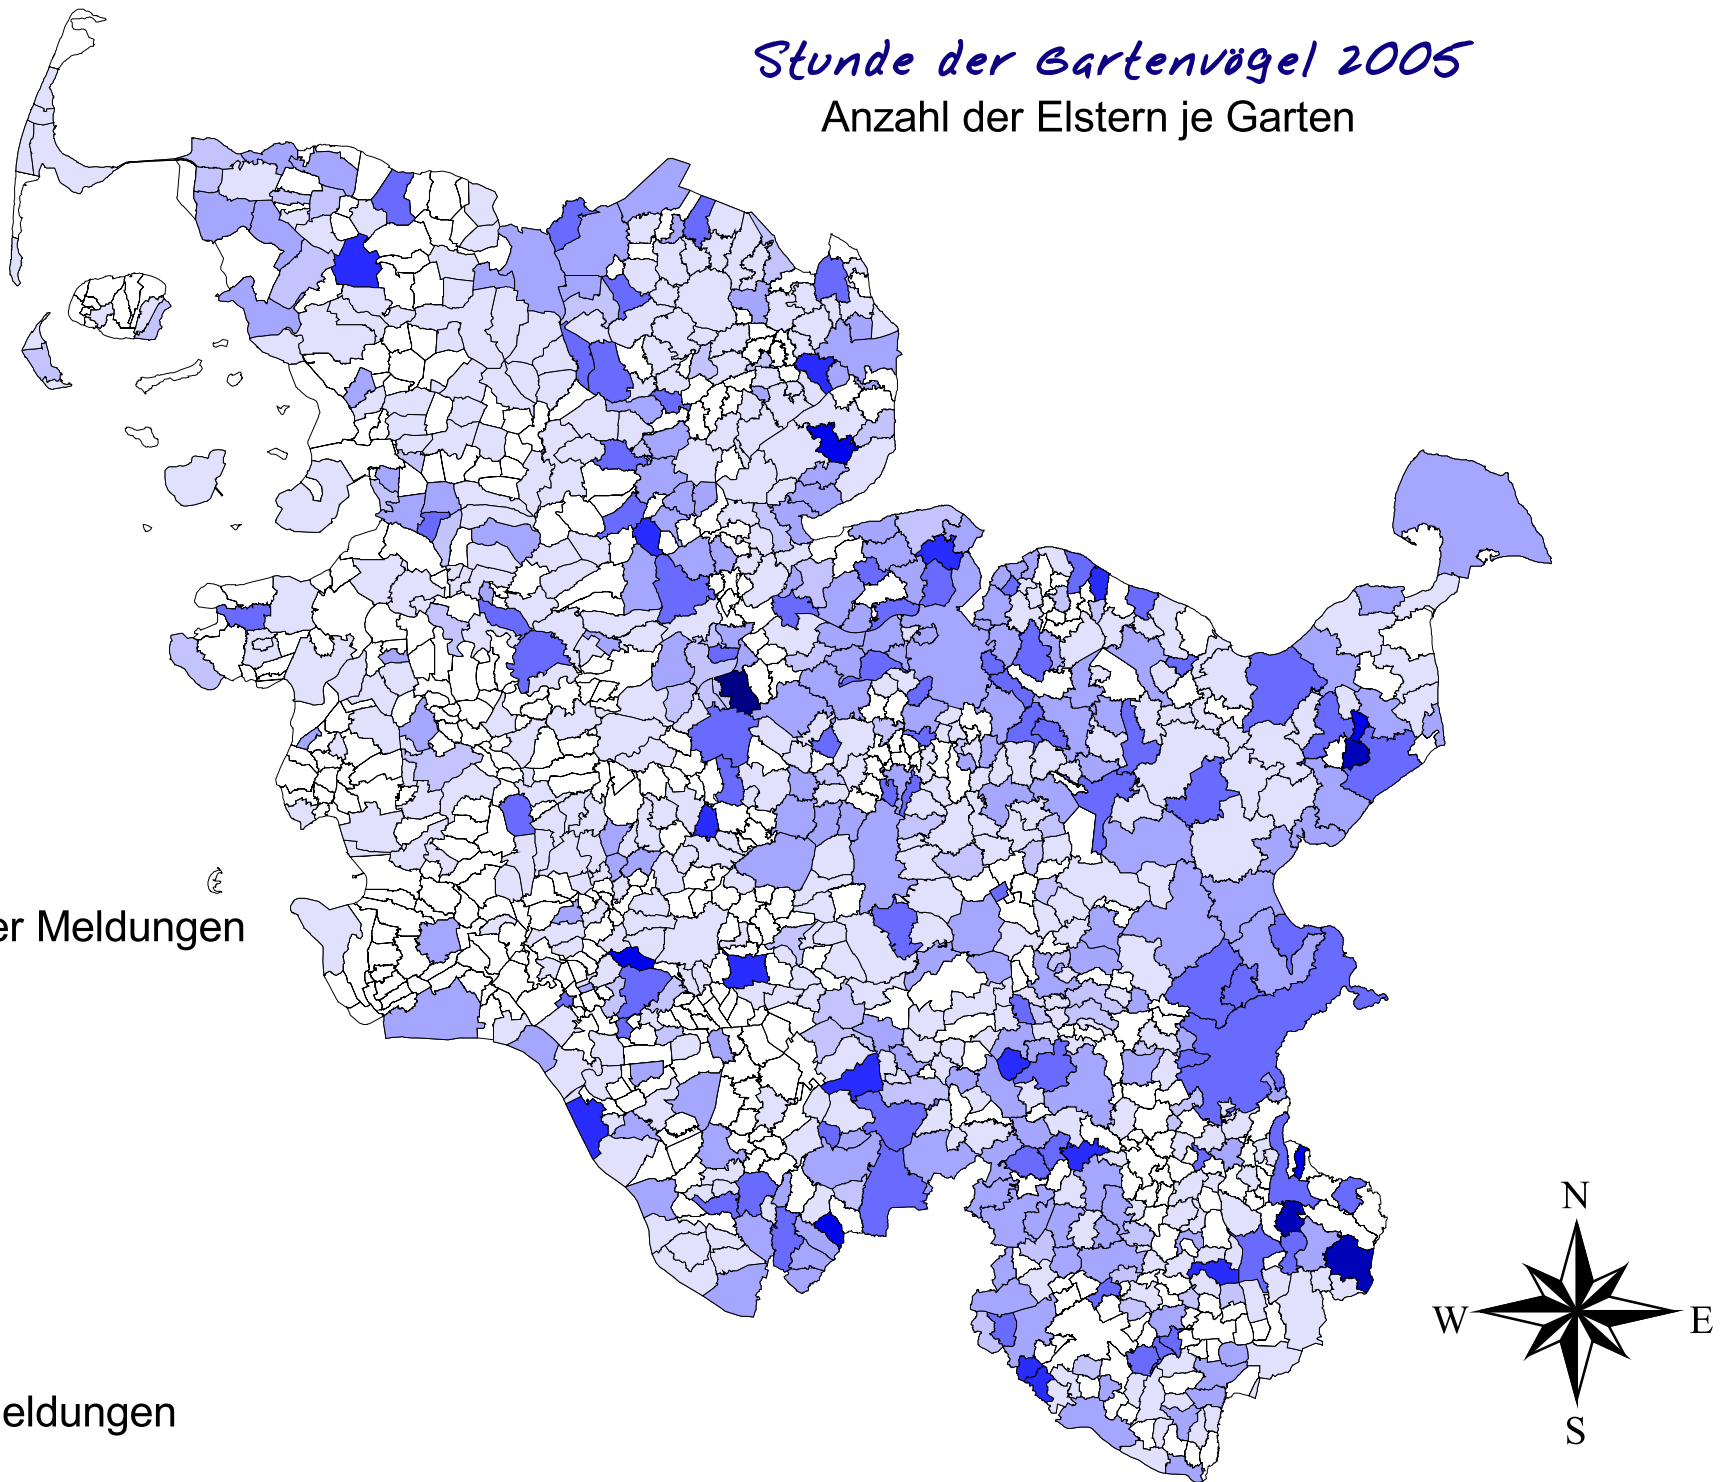 Stunde der Gartenvögel 2005
Anzahl der Elstern je Garten
er Meldungen
N
W
E
S
eldungen